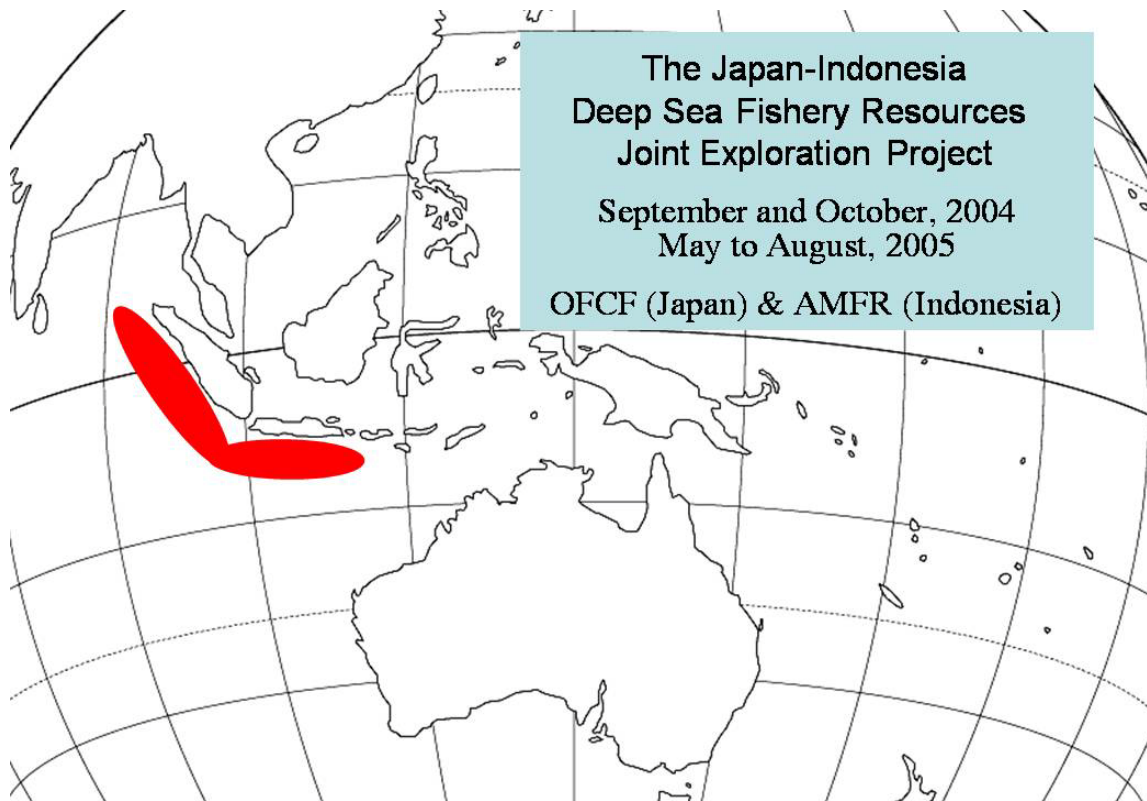 The Japan-Indonesia
Deep Sea Fishery Resources
Joint Exploration Project
September and October, 2004
May to August, 2005
OFCF (Japan) & AMFR (Indonesia)